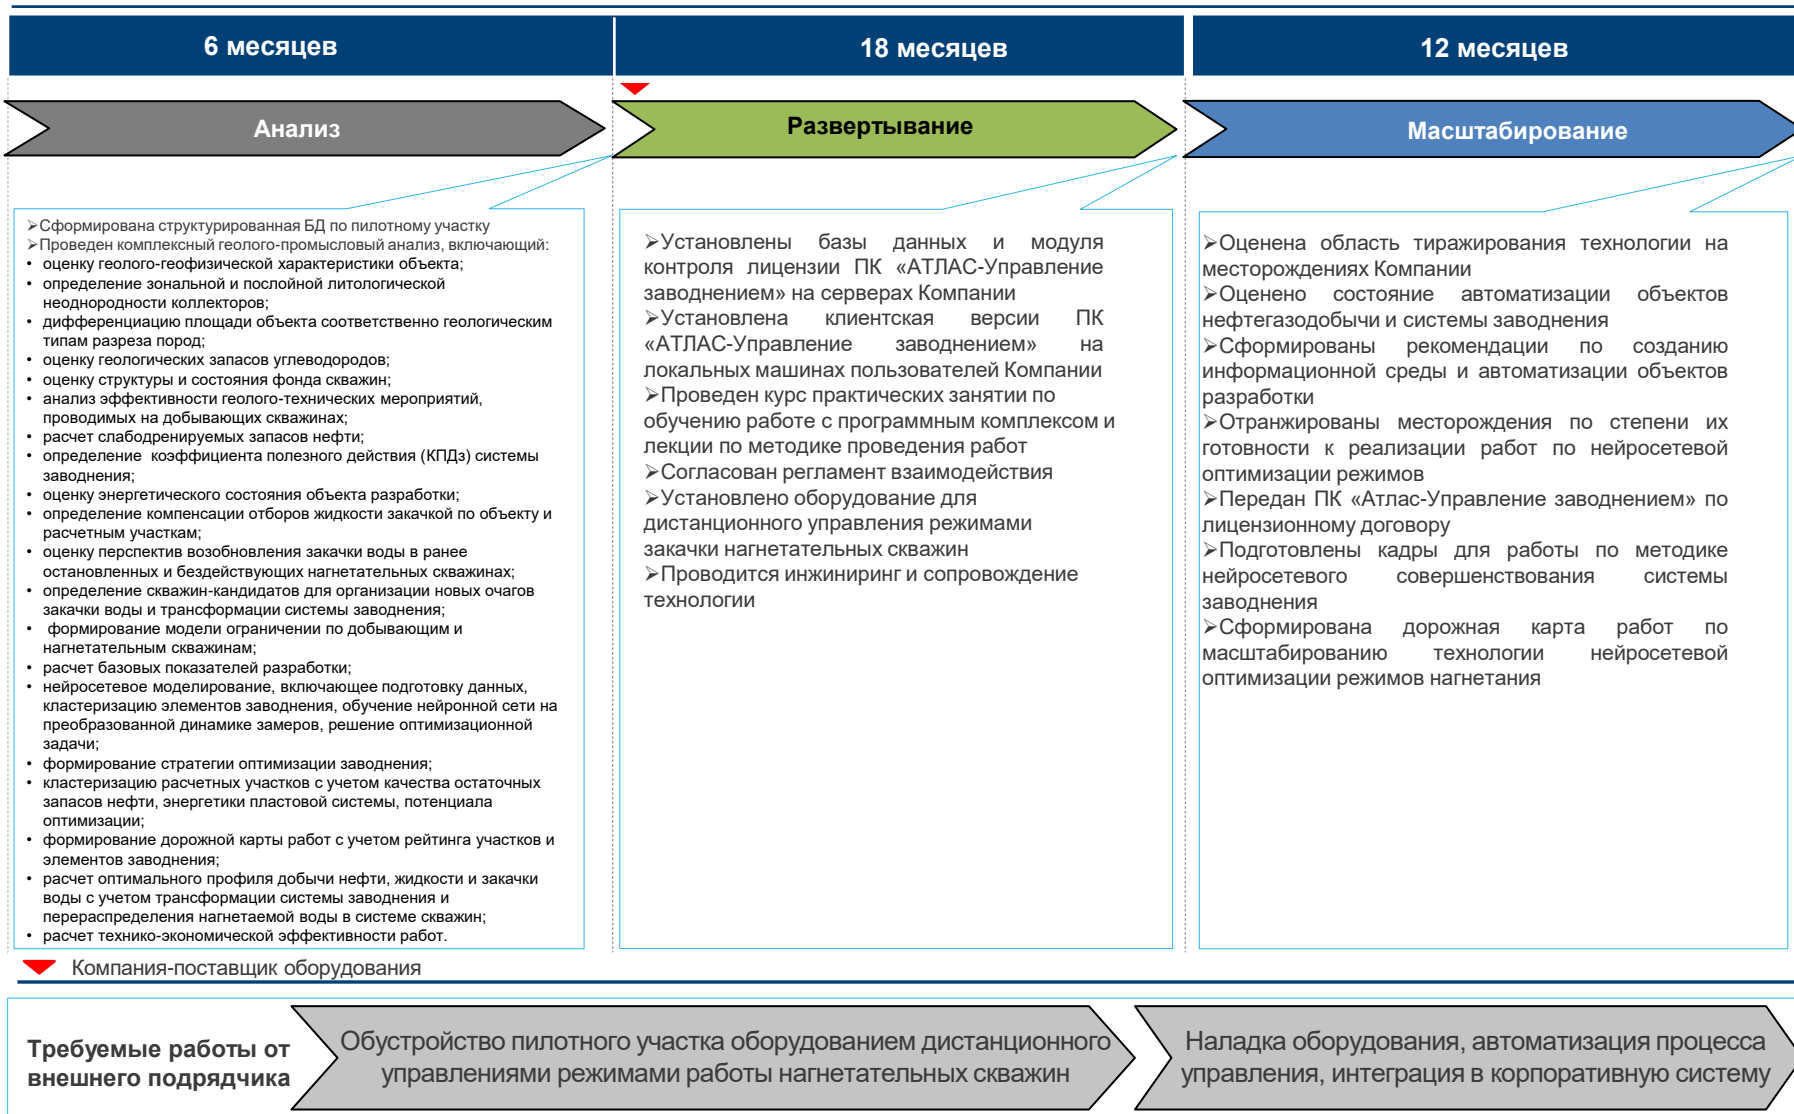 6 месяцев
18 месяцев
12 месяцев
Анализ
Развертывание
Масштабирование
➢Сформирована структурированная БД по пилотному участку
➢Проведен комплексный геолого-промысловый анализ, включающий:
• оценку геолого-геофизической характеристики объекта;
• определение зональной и послойной литологической
неоднородности коллекторов;
• дифференциацию площади объекта соответственно геологическим
типам разреза пород;
• оценку геологических запасов углеводородов;
• оценку структуры и состояния фонда скважин;
• анализ эффективности геолого-технических мероприятий,
проводимых на добывающих скважинах;
• расчет слабодренируемых запасов нефти;
• определение коэффициента полезного действия (КПДз) системы
заводнения;
• оценку энергетического состояния объекта разработки;
• определение компенсации отборов жидкости закачкой по объекту и
расчетным участкам;
• оценку перспектив возобновления закачки воды в ранее
остановленных и бездействующих нагнетательных скважинах;
• определение скважин-кандидатов для организации новых очагов
закачки воды и трансформации системы заводнения;
• формирование модели ограничении по добывающим и
нагнетательным скважинам;
• расчет базовых показателей разработки;
• нейросетевое моделирование, включающее подготовку данных,
кластеризацию элементов заводнения, обучение нейронной сети на
преобразованной динамике замеров, решение оптимизационной
задачи;
• формирование стратегии оптимизации заводнения;
• кластеризацию расчетных участков с учетом качества остаточных
запасов нефти, энергетики пластовой системы, потенциала
оптимизации;
• формирование дорожной карты работ с учетом рейтинга участков и
элементов заводнения;
• расчет оптимального профиля добычи нефти, жидкости и закачки
воды с учетом трансформации системы заводнения и
перераспределения нагнетаемой воды в системе скважин;
• расчет технико-экономической эффективности работ.
➢Установлены базы данных и модуля
контроля лицензии ПК «АТЛАС-Управление
заводнением» на серверах Компании
➢Установлена клиентская версии ПК
«АТЛАС-Управление заводнением» на
локальных машинах пользователей Компании
➢Проведен курс практических занятии по
обучению работе с программным комплексом и
лекции по методике проведения работ
➢Согласован регламент взаимодействия
➢Установлено оборудование для
дистанционного управления режимами
закачки нагнетательных скважин
➢Проводится инжиниринг и сопровождение
технологии
➢Оценена область тиражирования технологии на
месторождениях Компании
➢Оценено состояние автоматизации объектов
нефтегазодобычи и системы заводнения
➢Сформированы рекомендации по созданию
информационной среды и автоматизации объектов
разработки
➢Отранжированы месторождения по степени их
готовности к реализации работ по нейросетевой
оптимизации режимов
➢Передан ПК «Атлас-Управление заводнением» по
лицензионному договору
➢Подготовлены кадры для работы по методике
нейросетевого совершенствования системы
заводнения
➢Сформирована дорожная карта работ по
масштабированию технологии нейросетевой
оптимизации режимов нагнетания
Компания-поставщик оборудования
Требуемые работы от
внешнего подрядчика
Обустройство пилотного участка оборудованием дистанционного
управлениями режимами работы нагнетательных скважин
Наладка оборудования, автоматизация процесса
управления, интеграция в корпоративную систему